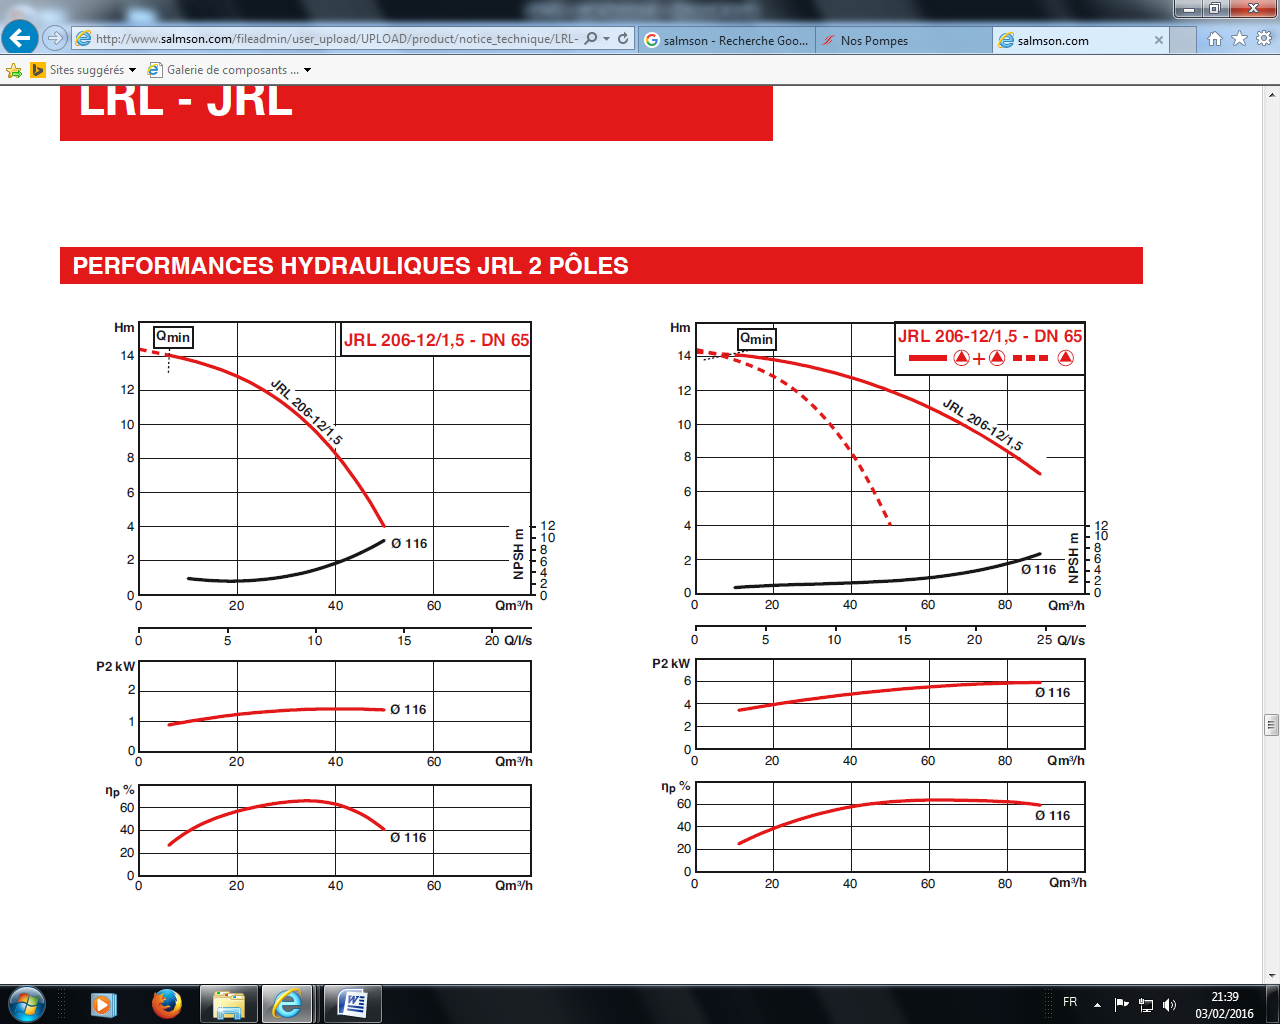 http://www.salmson.com/fileadmin/user_upload/UPLOAD/product/notice_technique/LRL-
salmson - Recherche Goo...
Nos Pompes
salmson.com
Sites suggérés
Galerie de composants ...
LRL - JRL
PERFORMANCES HYDRAULIQUES JRL 2 PÔLES
Hm
Qmin
JRL 206-12/1,5 - DN 65
14
12
10
8
6
4
2
0
JRL 206-12/1,5
Ø 116
NPSH m
12
10
8
6
4
2
0
0 20 40 60 Qm³/h
0 5 10 15 20 Q/l/s
P2 kW
2
1
0
Ø 116
0 20 40 60 Qm³/h
ηp %
60
40
20
0
Ø 116
0 20 40 60 Qm³/h
Hm
Qmin
JRL 206-12/1,5 - DN 65
+
14
12
10
8
6
4
2
0
JRL 206-12/1,5
Ø 116
NPSH m
12
10
8
6
4
2
0
0 20 40 60 80 Qm³/h
0 5 10 15 20 25 Q/l/s
P2 kW
6
4
2
0
Ø 116
0 20 40 60 80 Qm³/h
ηp %
60
40
20
0
Ø 116
0 20 40 60 80 Qm³/h
FR
21:39
03/02/2016